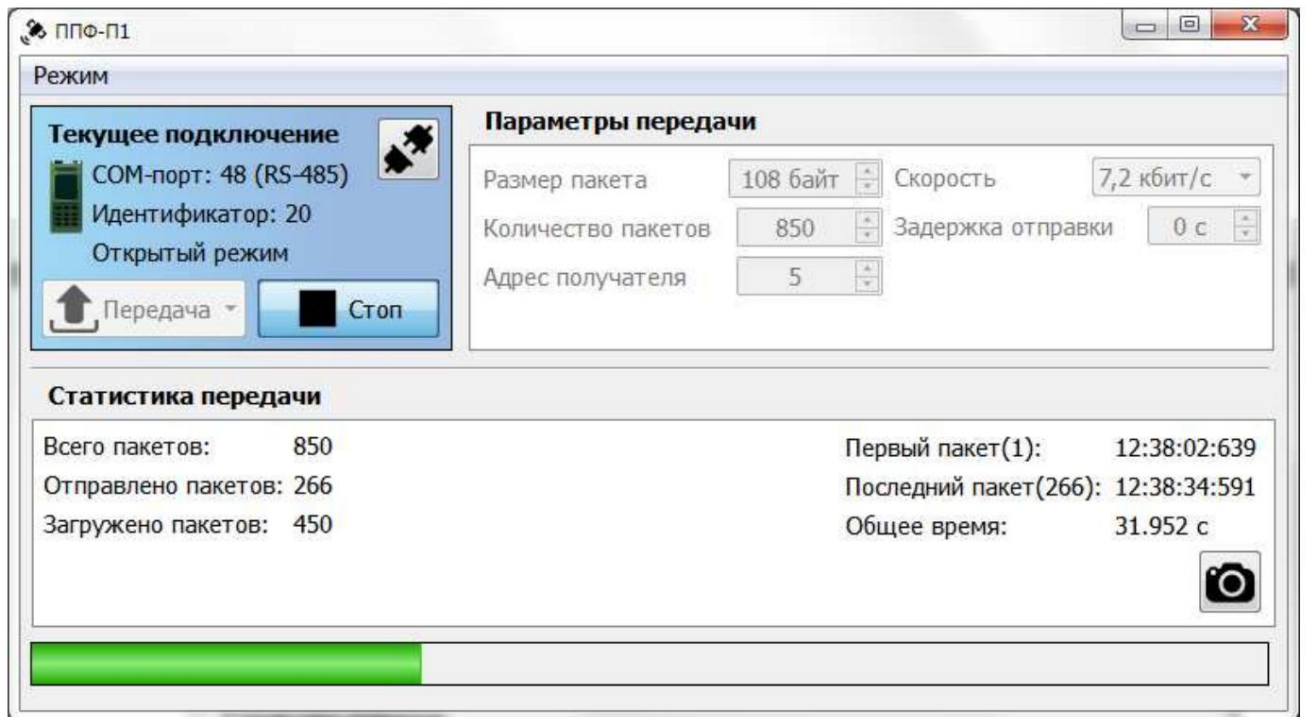 ППФ-П1
Режим
Текущее подключение
COM-порт: 48 (RS-485)
Идентификатор: 20
Открытый режим
Передача
Стоп
Параметры передачи
Размер пакета 108 байт Скорость 7,2 кбит/с
Количество пакетов 850 Задержка отправки 0 с
Адрес получателя 5
Статистика передачи
Всего пакетов: 850
Отправлено пакетов: 266
Загружено пакетов: 450
Первый пакет(1): 12:38:02:639
Последний пакет(266): 12:38:34:591
Общее время: 31.952 с